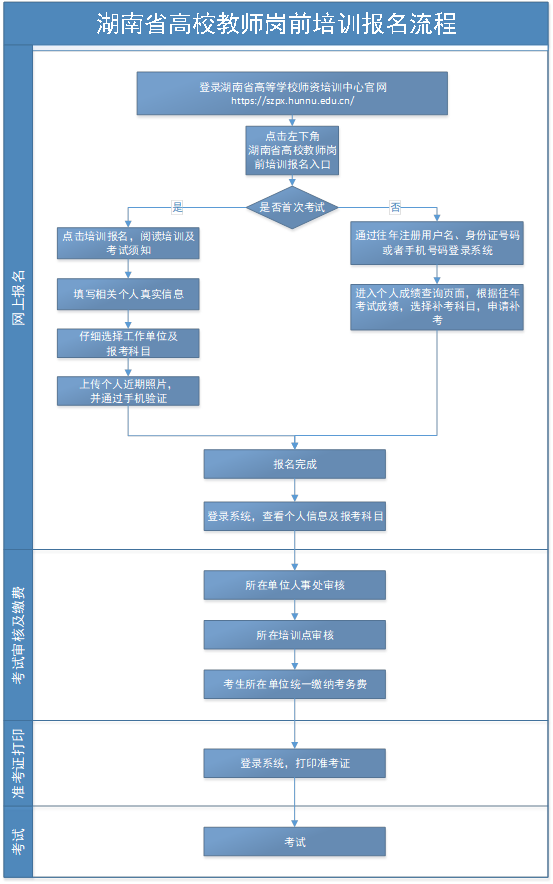 湖南省高校教师岗前培训报名流程
网上报名
登录湖南省高等学校师资培训中心官网
https://szpx.hunnu.edu.cn/
点击左下角
湖南省高校教师岗
前培训报名入口
是否首次考试
是
否
点击培训报名，阅读培训及
考试须知
填写相关个人真实信息
仔细选择工作单位及
报考科目
上传个人近期照片，
并通过手机验证
通过往年注册用户名、身份证号码
或者手机号码登录系统
进入个人成绩查询页面，根据往年
考试成绩，选择补考科目，申请补
考
报名完成
登录系统，查看个人信息及报考科目
考试审核及缴费
所在单位人事处审核
所在培训点审核
考生所在单位统一缴纳考务费
准考证打印
登录系统，打印准考证
考试
考试